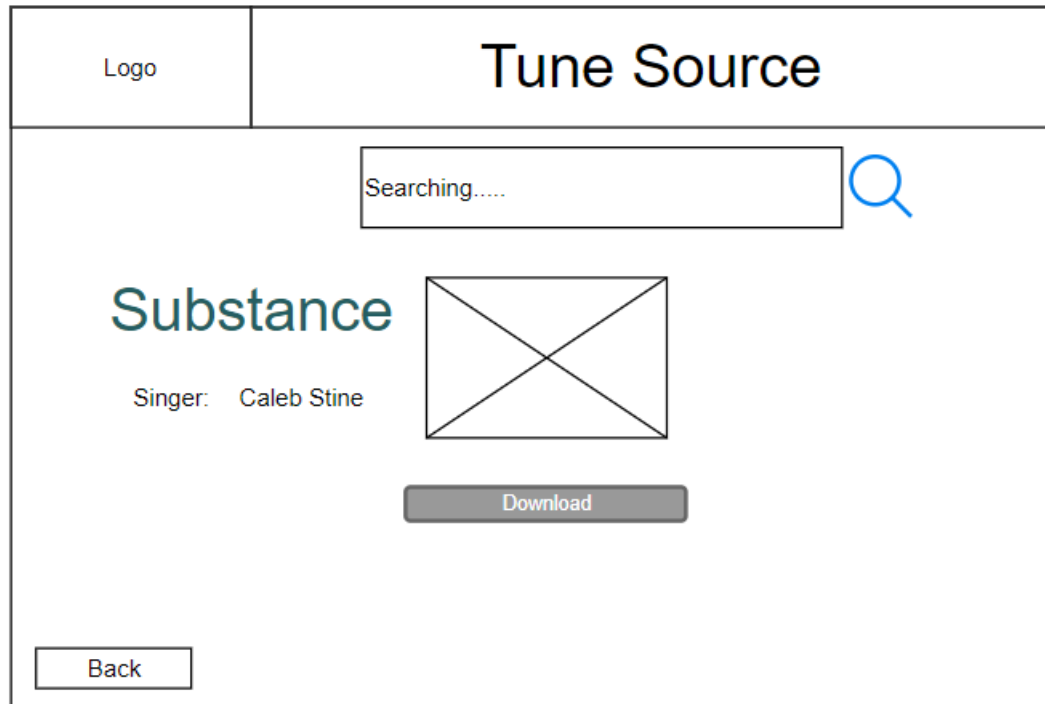 Logo
Tune Source
Searching.....
Substance
Singer: Caleb Stine
Download
Back